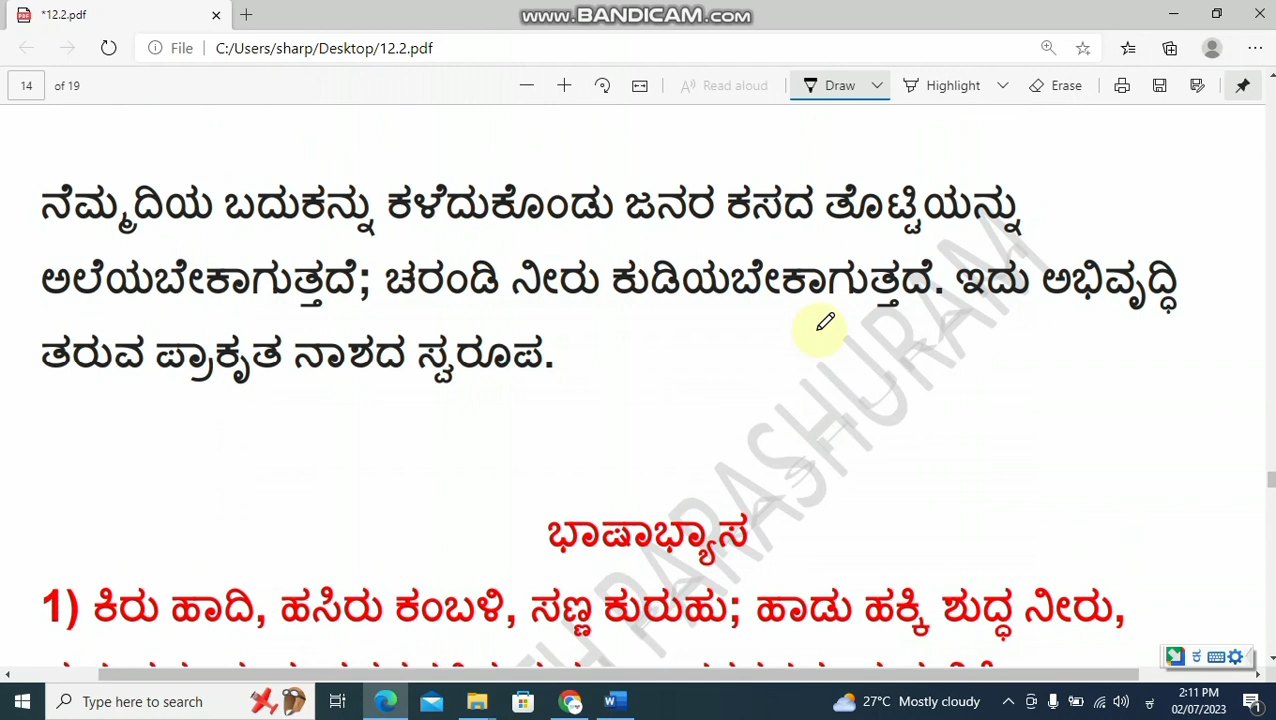 www.BANDICAM.com
*12.2.pdf
File C:/Users/sharp/Desktop/12.2.pdf
14 of 19 Read aloud Draw Highlight Erase
ನೆಮ್ಮದಿಯ ಬದುಕನ್ನು ಕಳೆದುಕೊಂಡು ಜನರ ಕಸದ ತೊಟ್ಟಿಯನ್ನು
ಅಲೆಯಬೇಕಾಗುತ್ತದೆ; ಚರಂಡಿ ನೀರು ಕುಡಿಯಬೇಕಾಗುತ್ತದೆ. ಇದು ಅಭಿವೃದ್ಧಿ
ತರುವ ಪ್ರಾಕೃತ ನಾಶದ ಸ್ವರೂಪ.
PARASHURAM
ಭಾಷಾಭ್ಯಾಸ
1) ಕಿರು ಹಾದಿ, ಹಸಿರು ಕಂಬಳಿ, ಸಣ್ಣ ಕುರುಹು; ಹಾಡು ಹಕ್ಕಿ ಶುದ್ಧ ನೀರು,
ಕ
Type here to search 27°C Mostly cloudy 2:11 PM
02/07/2023